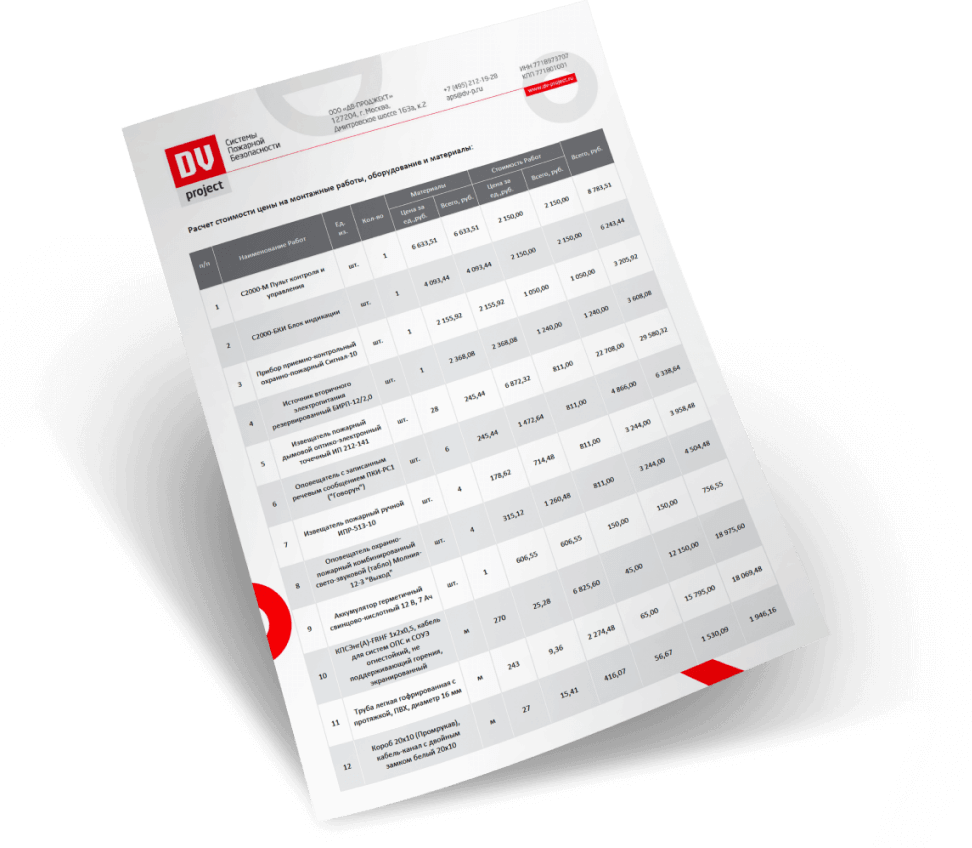 DV
project
Системы
Пожарной
Безопасности
ООО «ДВ-ПРОДЖЕКТ»
127204, г. Москва,
Дмитровское шоссе 163а, к.2
+7 (495) 212-19-28
aps@dv-p.ru
ИНН 7718973707
КПП 771801001
www.dv-project.ru
Расчет стоимости цены на монтажные работы, оборудование и материалы:
п/п Наименование Работ Ед. из. Кол-во Материалы Стоимость Работ Всего, руб.
Цена за ед.,руб. Всего, руб. Цена за ед.,руб. Всего, руб.
1 С2000-М Пульт контроля и управления шт. 1 6 633,51 6 633,51 2 150,00 2 150,00 8 783,51
2 С2000-БКИ Блок индикации шт. 1 4 093,44 4 093,44 2 150,00 2 150,00 6 243,44
3 Прибор приемно-контрольный охранно-пожарный Сигнал-10 шт. 1 2 155,92 2 155,92 1 050,00 1 050,00 3 205,92
4 Источник вторичного электропитания резервированный БИРП-12/2,0 шт. 1 2 368,08 2 368,08 1 240,00 1 240,00 3 608,08
5 Извещатель пожарный дымовой оптико-электронный точечный ИП 212-141 шт. 28 245,44 6 872,32 811,00 22 708,00 29 580,32
6 Оповещатель с записанным речевым сообщением ПКИ-РС1 ("Говорун") шт. 6 245,44 1 472,64 811,00 4 866,00 6 338,64
7 Извещатель пожарный ручной ИПР-513-10 шт. 4 178,62 714,48 811,00 3 244,00 3 958,48
8 Оповещатель охранно-пожарный комбинированный свето-звуковой (табло) Молния-12-З "Выход" шт. 4 315,12 1 260,48 811,00 3 244,00 4 504,48
9 Аккумулятор герметичный свинцово-кислотный 12 В, 7 Ач шт. 1 606,55 606,55 150,00 150,00 756,55
10 КПСЭнг(А)-FRHF 1x2x0,5, кабель для систем ОПС и СОУЭ огнестойкий, не поддерживающий горения, экранированный м 270 25,28 6 825,60 45,00 12 150,00 18 975,60
11 Труба легкая гофрированная с протяжкой, ПВХ, диаметр 16 мм м 243 9,36 2 274,48 65,00 15 795,00 18 069,48
12 Короб 20х10 (Промрукав), кабель-канал с двойным замком белый 20х10 м 27 15,41 416,07 56,67 1 530,09 1 946,16